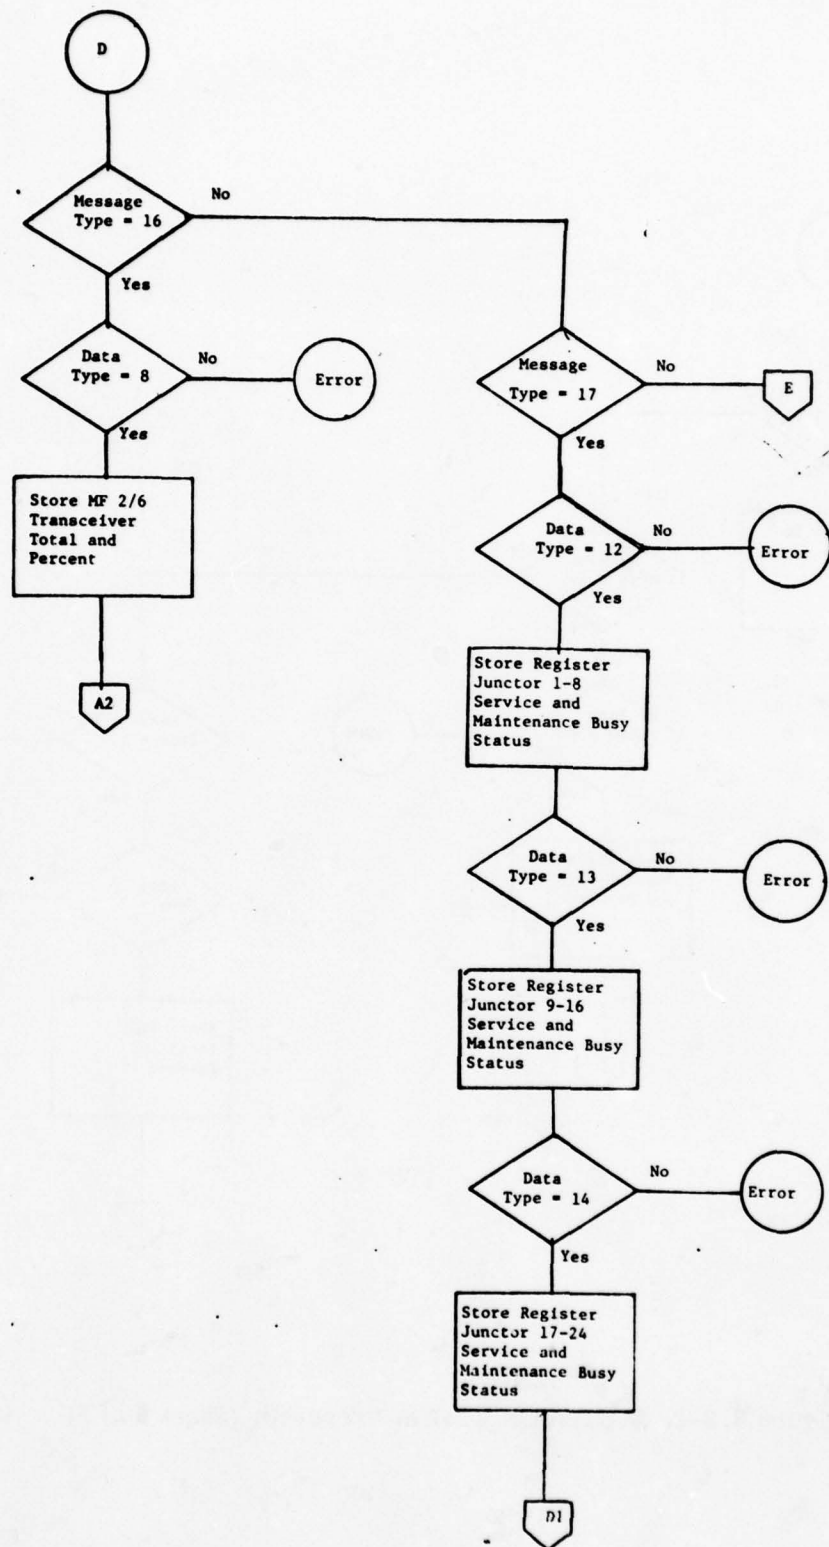 D
Message
Type = 16
No
Yes
Data
Type = 8
No
Error
Yes
Store MF 2/6
Transceiver
Total and
Percent
A2
Message
Type = 17
No
E
Yes
Data
Type = 12
No
Error
Yes
Store Register
Junctor 1-8
Service and
Maintenance Busy
Status
Data
Type = 13
No
Error
Yes
Store Register
Junctor 9-16
Service and
Maintenance Busy
Status
Data
Type = 14
No
Error
Yes
Store Register
Junctor 17-24
Service and
Maintenance Busy
Status
D1